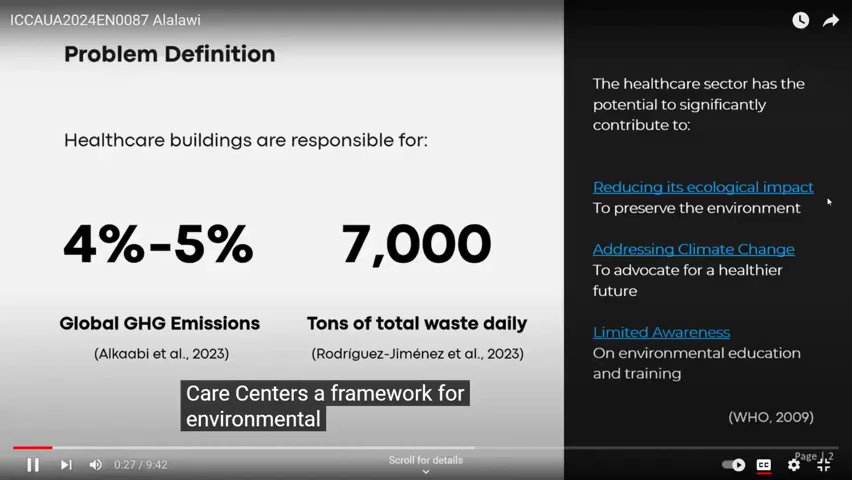 ICCAUA2024EN0087 Alalawi
Problem Definition
Healthcare buildings are responsible for:
4%-5%
7,000
Global GHG Emissions
Tons of total waste daily
(Alkaabi et al., 2023)
(Rodríguez-Jiménez et al., 2023)
The healthcare sector has the
potential to significantly
contribute to:
Reducing its ecological impact
To preserve the environment
Addressing Climate Change
To advocate for a healthier
future
Limited Awareness
On environmental education
and training
(WHO, 2009)
Care Centers a framework for
environmental
Page | 2
0:27 / 9:42
Scroll for details
CC